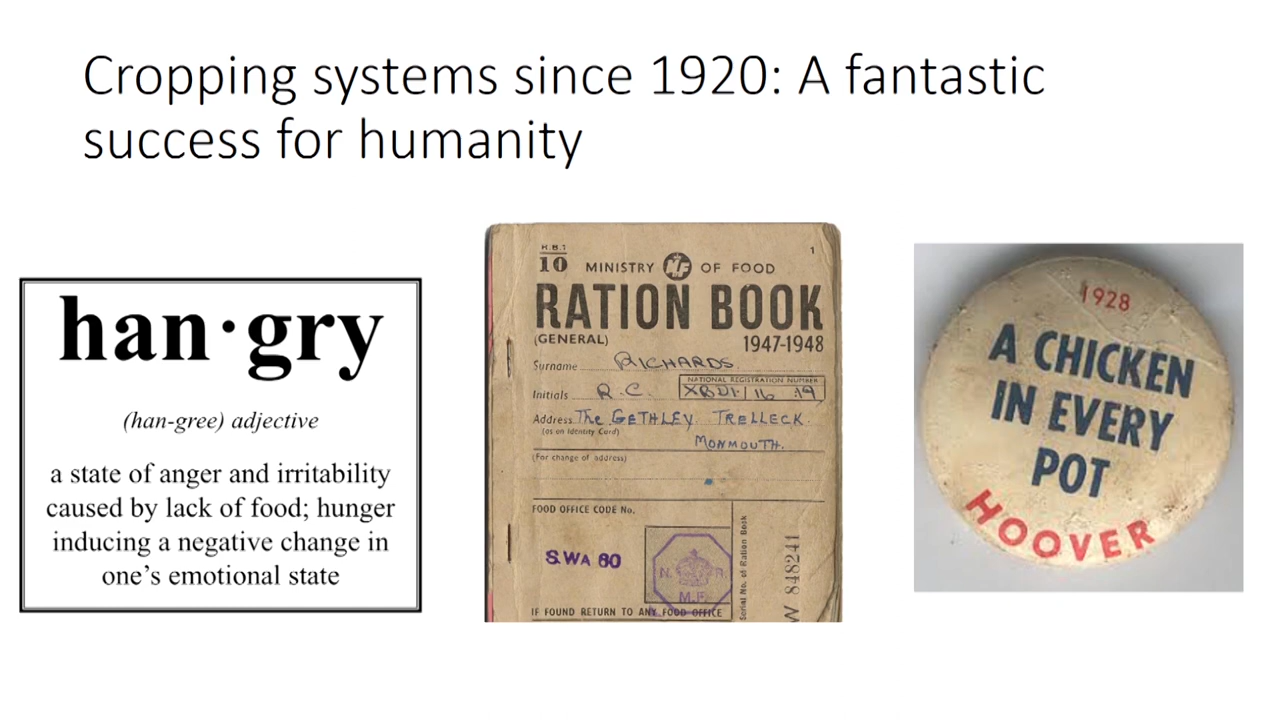 Cropping systems since 1920: A fantastic
success for humanity
han·gry
(han-gree) adjective
a state of anger and irritability
caused by lack of food; hunger
inducing a negative change in
one's emotional state
R.B.1
10
1
MINISTRY MF OF FOOD
RATION BOOK
(GENERAL) 1947-1948
Surname RICHARDS
Initials R.C.
NATIONAL REGISTRATION NUMBER
Address The GETHLEY TRELLECK
(as on Identity Card)
MONMOUTH.
(For change of address)
FOOD OFFICE CODE No.
S.WA 60
N. R.
M.F.
IF FOUND RETURN TO ANY FOOD OFFICE
Serial No. of Ration Book
W 848241
1928
A CHICKEN
IN EVERY
POT
HOOVER